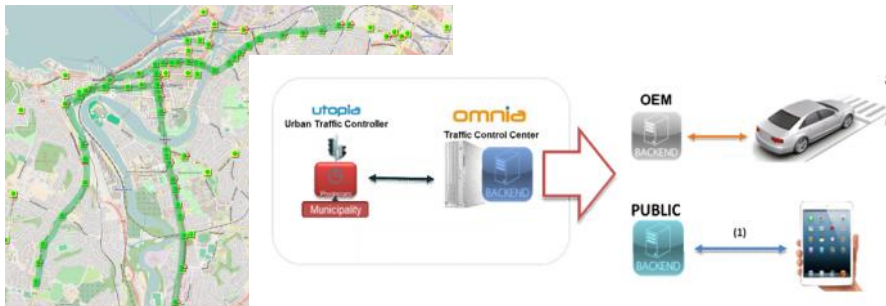 utopia
Urban Traffic Controller
omnia
Traffic Control Center
BACKEND
Municipality
OEM
BACKEND
PUBLIC
BACKEND
(1)